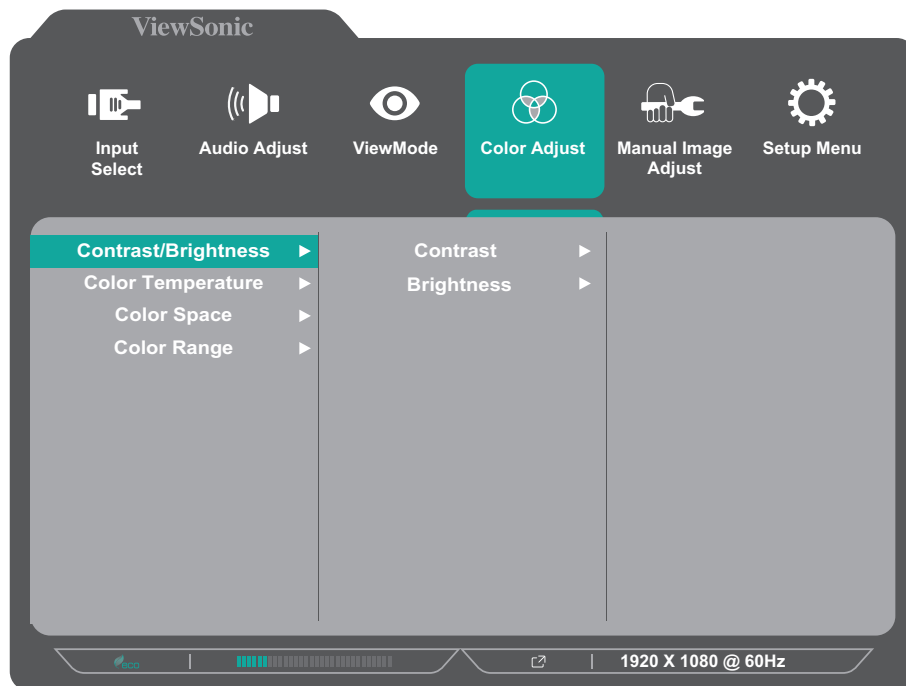 ViewSonic
Input
Select
Audio Adjust
ViewMode
Color Adjust
Manual Image
Adjust
Setup Menu
Contrast/Brightness
Color Temperature
Color Space
Color Range
Contrast
Brightness
eco
1920 X 1080 @ 60Hz